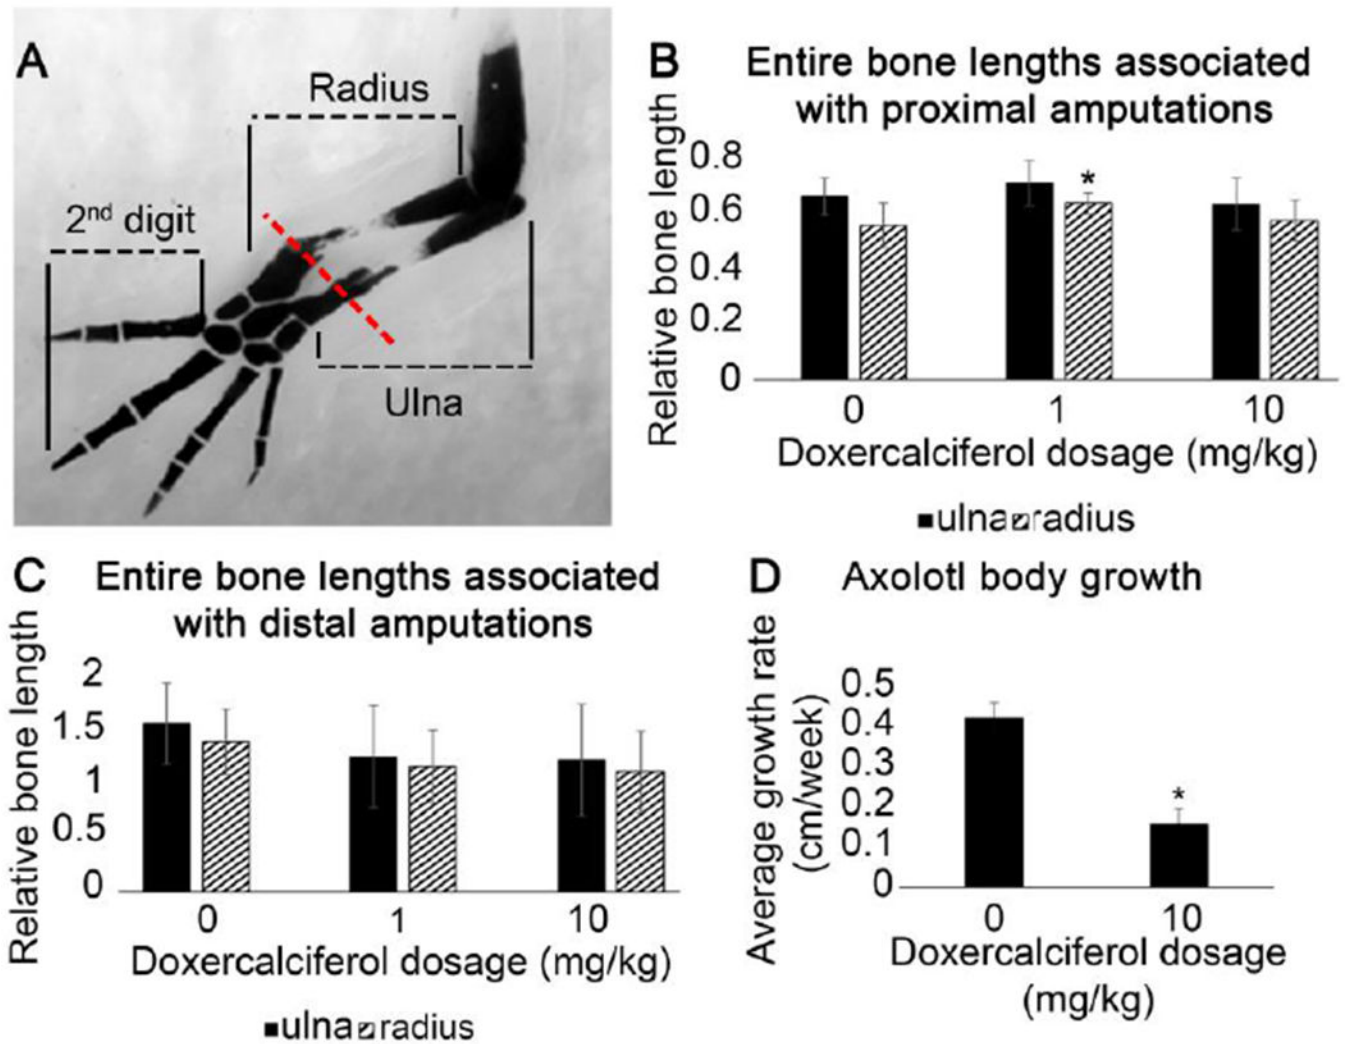 A
Radius
2nd digit
Ulna
B Entire bone lengths associated
with proximal amputations
Relative bone length
0.8
0.6
0.4
0.2
0
0 1 10
Doxercalciferol dosage (mg/kg)
ulna radius
*
C Entire bone lengths associated
with distal amputations
Relative bone length
2
1.5
1
0.5
0
0 1 10
Doxercalciferol dosage (mg/kg)
ulna radius
D Axolotl body growth
Average growth rate
(cm/week)
0.5
0.4
0.3
0.2
0.1
0
*
0 10
Doxercalciferol dosage
(mg/kg)